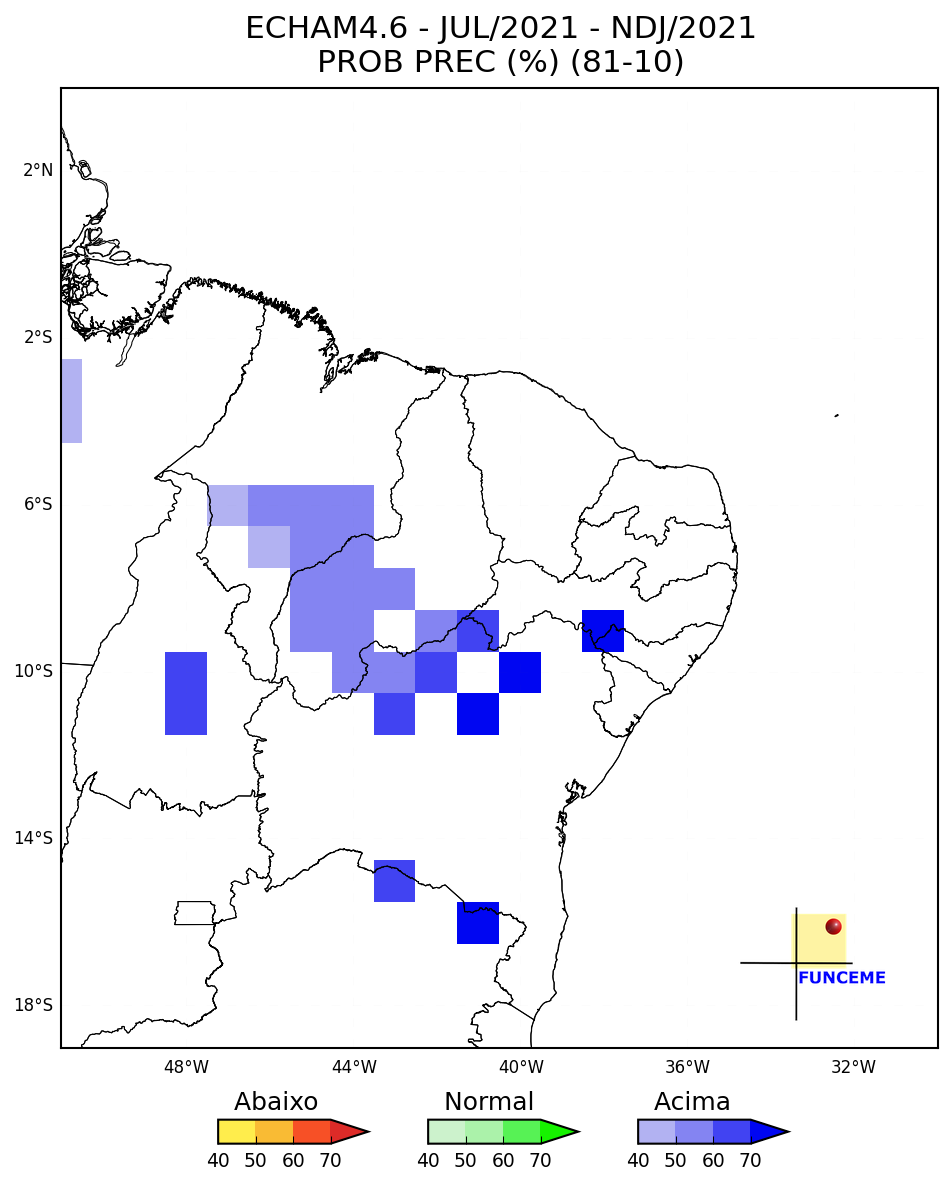 ECHAM4.6 - JUL/2021 - NDJ/2021
PROB PREC (%) (81-10)
2°N
2°S
6°S
10°S
14°S
18°S
FUNCEME
48°W 44°W 40°W 36°W 32°W
Abaixo Normal Acima
40 50 60 70 40 50 60 70 40 50 60 70